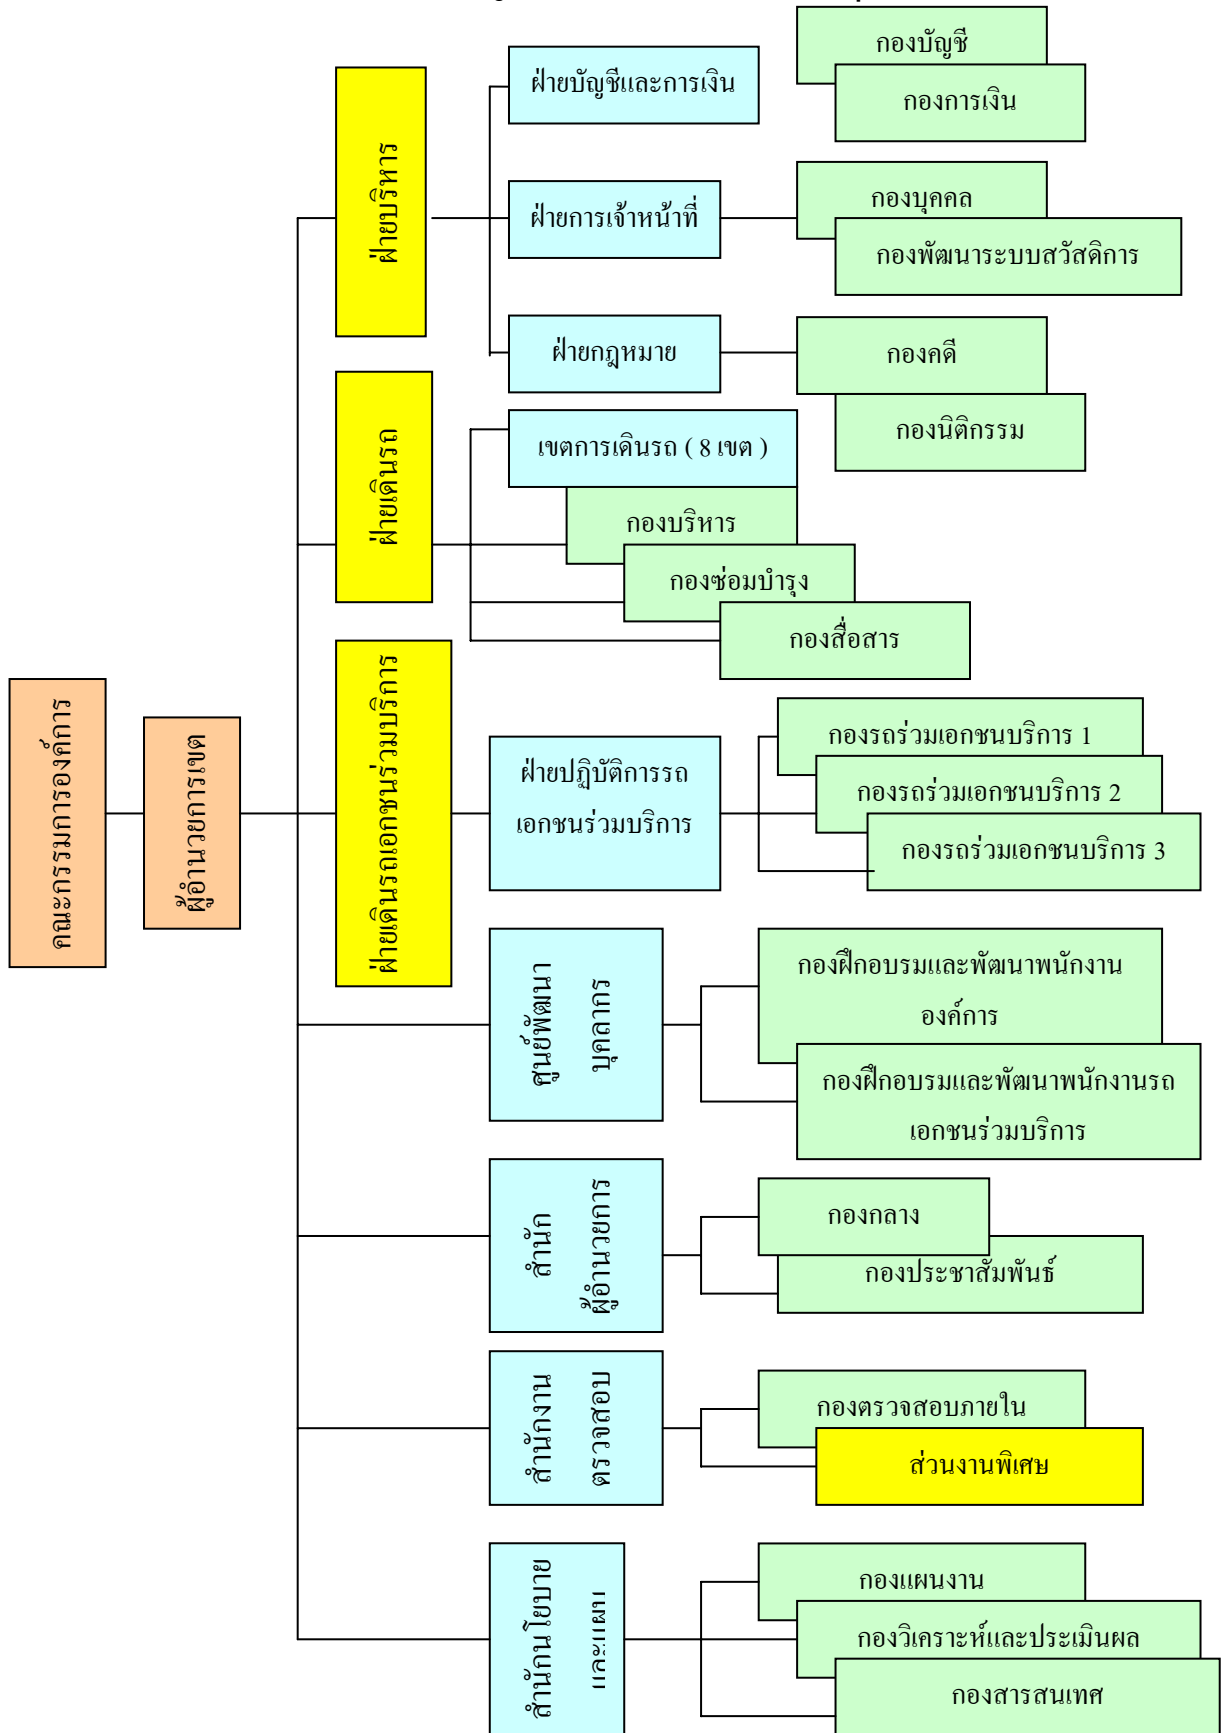 คณะกรรมการองค์การ
ผู้อำนวยการเขต
ฝ่ายบริหาร
ฝ่ายบัญชีและการเงิน
กองบัญชี
กองการเงิน
ฝ่ายการเจ้าหน้าที่
กองบุคคล
กองพัฒนาระบบสวัสดิการ
ฝ่ายกฎหมาย
กองคดี
กองนิติกรรม
ฝ่ายเดินรถ
เขตการเดินรถ ( 8 เขต )
กองบริหาร
กองซ่อมบำรุง
กองสื่อสาร
ฝ่ายเดินรถเอกชนร่วมบริการ
ฝ่ายปฏิบัติการรถ
เอกชนร่วมบริการ
กองรถร่วมเอกชนบริการ 1
กองรถร่วมเอกชนบริการ 2
กองรถร่วมเอกชนบริการ 3
ศูนย์พัฒนา
บุคลากร
กองฝึกอบรมและพัฒนาพนักงาน
องค์การ
กองฝึกอบรมและพัฒนาพนักงานรถ
เอกชนร่วมบริการ
สำนัก
ผู้อำนวยการ
กองกลาง
กองประชาสัมพันธ์
สำนักงาน
ตรวจสอบ
กองตรวจสอบภายใน
ส่วนงานพิเศษ
สำนักนโยบาย
และแผน
กองแผนงาน
กองวิเคราะห์และประเมินผล
กองสารสนเทศ